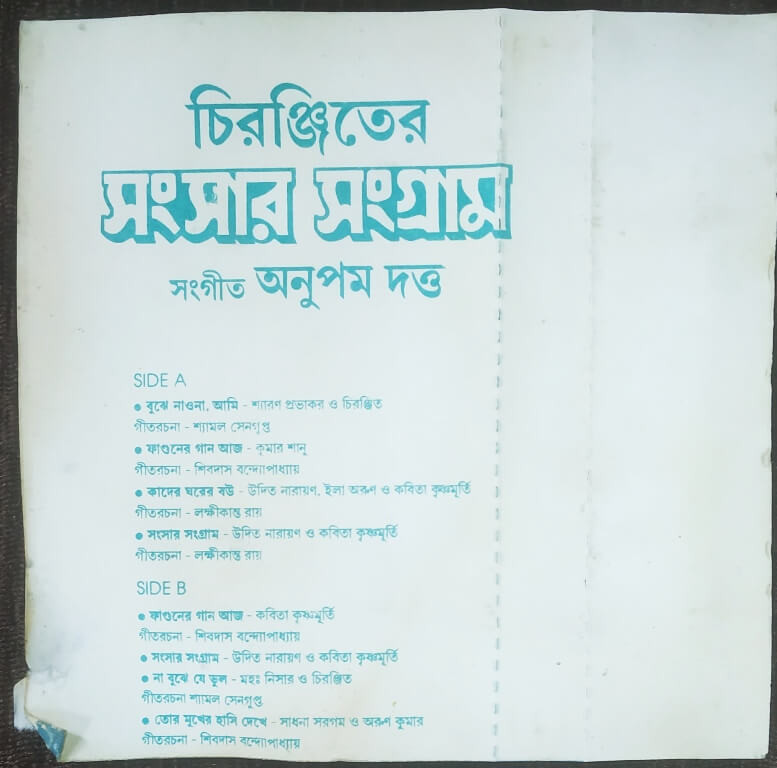 চিরঞ্জিতের
সংসার সংগ্রাম
সংগীত অনুপম দত্ত
SIDE A
● বুঝে নাওনা, আমি - শ্যারণ প্রভাকর ও চিরঞ্জিত
গীতরচনা - শ্যামল সেনগুপ্ত
● ফাগুনের গান আজ - কুমার শানু
গীতরচনা - শিবদাস বন্দ্যোপাধ্যায়
● কাদের ঘরের বউ - উদিত নারায়ণ, ইলা অরুণ ও কবিতা কৃষ্ণমূর্তি
গীতরচনা - লক্ষীকান্ত রায়
● সংসার সংগ্রাম - উদিত নারায়ণ ও কবিতা কৃষ্ণমূর্তি
গীতরচনা - লক্ষীকান্ত রায়
SIDE B
● ফাগুনের গান আজ - কবিতা কৃষ্ণমূর্তি
গীতরচনা - শিবদাস বন্দ্যোপাধ্যায়
● সংসার সংগ্রাম - উদিত নারায়ণ ও কবিতা কৃষ্ণমূর্তি
● না বুঝে যে ভুল - মহঃ নিসার ও চিরঞ্জিত
গীতরচনা শ্যামল সেনগুপ্ত
● তোর মুখের হাসি দেখে - সাধনা সরগম ও অরুণ কুমার
গীতরচনা - শিবদাস বন্দ্যোপাধ্যায়